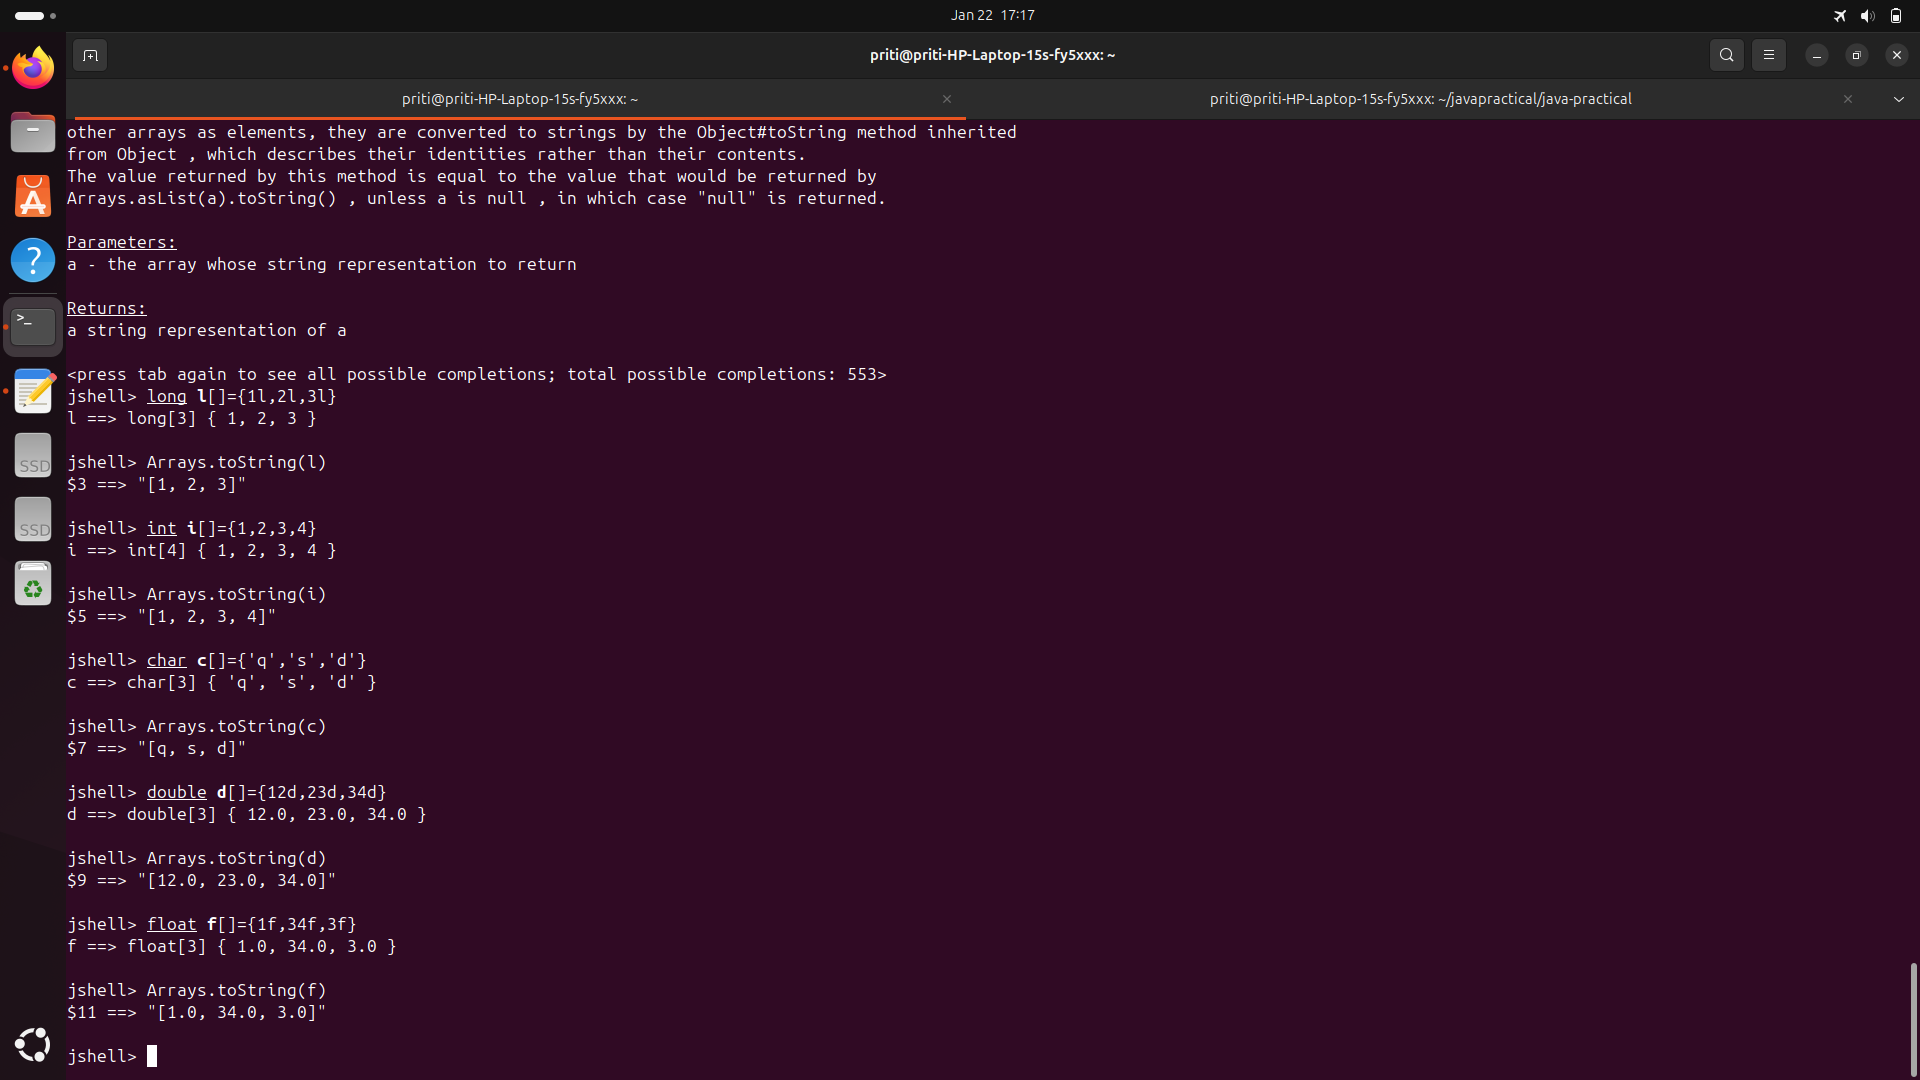 Jan 22 17:17
priti@priti-HP-Laptop-15s-fy5xxx: ~
priti@priti-HP-Laptop-15s-fy5xxx: ~
priti@priti-HP-Laptop-15s-fy5xxx: ~/javapractical/java-practical
other arrays as elements, they are converted to strings by the Object#toString method inherited
from Object , which describes their identities rather than their contents.
The value returned by this method is equal to the value that would be returned by
Arrays.asList(a).toString() , unless a is null , in which case "null" is returned.
Parameters:
a - the array whose string representation to return
Returns:
a string representation of a
<press tab again to see all possible completions; total possible completions: 553>
jshell> long l[]={1l,2l,3l}
l ==> long[3] { 1, 2, 3 }
jshell> Arrays.toString(l)
$3 ==> "[1, 2, 3]"
jshell> int i[]={1,2,3,4}
i ==> int[4] { 1, 2, 3, 4 }
jshell> Arrays.toString(i)
$5 ==> "[1, 2, 3, 4]"
jshell> char c[]={'q','s','d'}
c ==> char[3] { 'q', 's', 'd' }
jshell> Arrays.toString(c)
$7 ==> "[q, s, d]"
jshell> double d[]={12d,23d,34d}
d ==> double[3] { 12.0, 23.0, 34.0 }
jshell> Arrays.toString(d)
$9 ==> "[12.0, 23.0, 34.0]"
jshell> float f[]={1f,34f,3f}
f ==> float[3] { 1.0, 34.0, 3.0 }
jshell> Arrays.toString(f)
$11 ==> "[1.0, 34.0, 3.0]"
jshell>
SSD
SSD